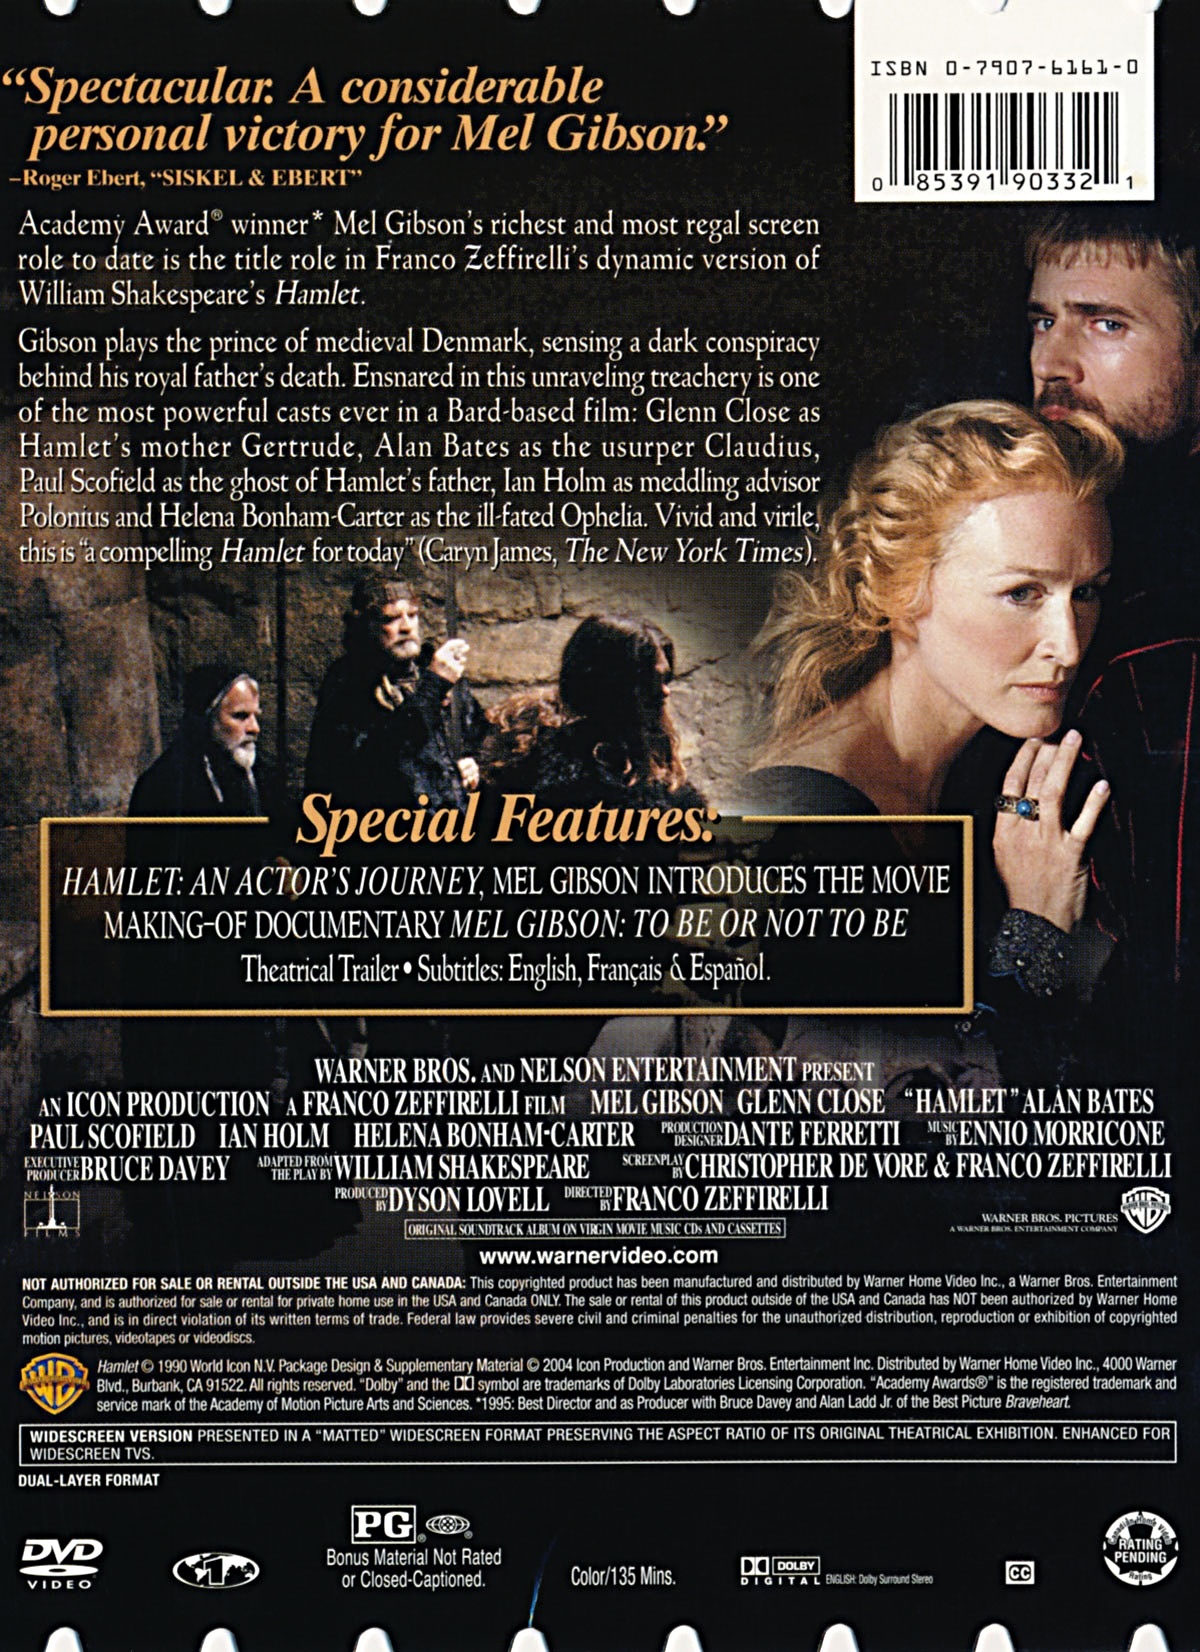 ISBN 0-7907-6161-0
0 85391 90332 1
“Spectacular. A considerable
personal victory for Mel Gibson.”
–Roger Ebert, “SISKEL & EBERT”
Academy Award® winner* Mel Gibson’s richest and most regal screen
role to date is the title role in Franco Zeffirelli’s dynamic version of
William Shakespeare’s Hamlet.
Gibson plays the prince of medieval Denmark, sensing a dark conspiracy
behind his royal father’s death. Ensnared in this unraveling treachery is one
of the most powerful casts ever in a Bard-based film: Glenn Close as
Hamlet’s mother Gertrude, Alan Bates as the usurper Claudius,
Paul Scofield as the ghost of Hamlet’s father, Ian Holm as meddling advisor
Polonius and Helena Bonham-Carter as the ill-fated Ophelia. Vivid and virile,
this is “a compelling Hamlet for today” (Caryn James, The New York Times).
Special Features:
HAMLET: AN ACTOR’S JOURNEY, MEL GIBSON INTRODUCES THE MOVIE
MAKING-OF DOCUMENTARY MEL GIBSON: TO BE OR NOT TO BE
Theatrical Trailer • Subtitles: English, Français & Español.
WARNER BROS. AND NELSON ENTERTAINMENT PRESENT
AN ICON PRODUCTION A FRANCO ZEFFIRELLI FILM MEL GIBSON GLENN CLOSE “HAMLET” ALAN BATES
PAUL SCOFIELD IAN HOLM HELENA BONHAM-CARTER PRODUCTION DESIGNER DANTE FERRETTI MUSIC BY ENNIO MORRICONE
EXECUTIVE PRODUCER BRUCE DAVEY ADAPTED FROM THE PLAY BY WILLIAM SHAKESPEARE SCREENPLAY BY CHRISTOPHER DE VORE & FRANCO ZEFFIRELLI
PRODUCED BY DYSON LOVELL DIRECTED BY FRANCO ZEFFIRELLI
NELSON
FILMS
ORIGINAL SOUNDTRACK ALBUM ON VIRGIN MOVIE MUSIC CDS AND CASSETTES
WARNER BROS. PICTURES
A WARNER BROS. ENTERTAINMENT COMPANY
www.warnervideo.com
NOT AUTHORIZED FOR SALE OR RENTAL OUTSIDE THE USA AND CANADA: This copyrighted product has been manufactured and distributed by Warner Home Video Inc., a Warner Bros. Entertainment
Company, and is authorized for sale or rental for private home use in the USA and Canada ONLY. The sale or rental of this product outside of the USA and Canada has NOT been authorized by Warner Home
Video Inc., and is in direct violation of its written terms of trade. Federal law provides severe civil and criminal penalties for the unauthorized distribution, reproduction or exhibition of copyrighted
motion pictures, videotapes or videodiscs.
Hamlet © 1990 World Icon N.V. Package Design & Supplementary Material © 2004 Icon Production and Warner Bros. Entertainment Inc. Distributed by Warner Home Video Inc., 4000 Warner
Blvd., Burbank, CA 91522. All rights reserved. “Dolby” and the DD symbol are trademarks of Dolby Laboratories Licensing Corporation. “Academy Awards®” is the registered trademark and
service mark of the Academy of Motion Picture Arts and Sciences. *1995: Best Director and as Producer with Bruce Davey and Alan Ladd Jr. of the Best Picture Braveheart.
WIDESCREEN VERSION PRESENTED IN A “MATTED” WIDESCREEN FORMAT PRESERVING THE ASPECT RATIO OF ITS ORIGINAL THEATRICAL EXHIBITION. ENHANCED FOR
WIDESCREEN TVS.
DUAL-LAYER FORMAT
DVD
VIDEO
1
PG
Bonus Material Not Rated
or Closed-Captioned.
Color/135 Mins.
DOLBY
DIGITAL ENGLISH: Dolby Surround Stereo
CC
Canadian Home Video
RATING
PENDING
Rating